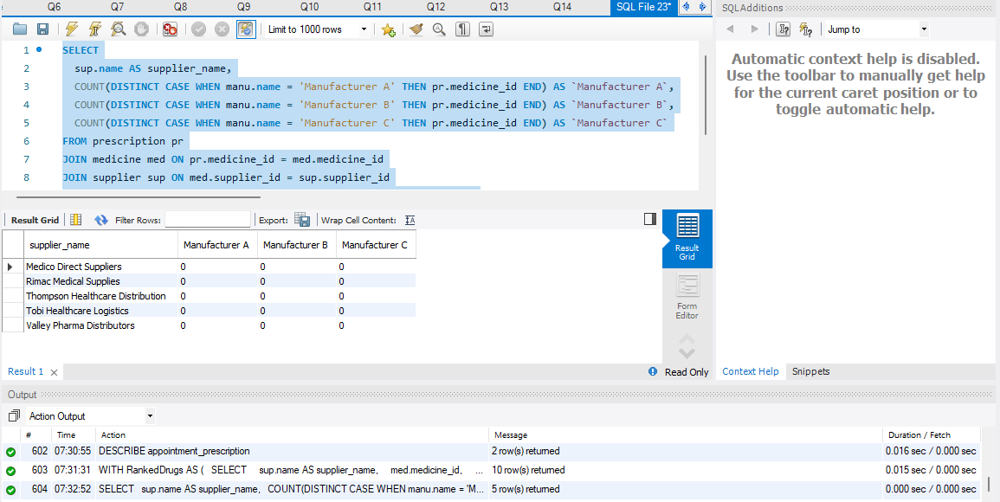 Q6 Q7 Q8 Q9 Q10 Q11 Q12 Q13 Q14 SQL File 23*
SQLAdditions
Limit to 1000 rows
Jump to
1 SELECT
2 sup.name AS supplier_name,
3 COUNT(DISTINCT CASE WHEN manu.name = 'Manufacturer A' THEN pr.medicine_id END) AS `Manufacturer A`,
4 COUNT(DISTINCT CASE WHEN manu.name = 'Manufacturer B' THEN pr.medicine_id END) AS `Manufacturer B`,
5 COUNT(DISTINCT CASE WHEN manu.name = 'Manufacturer C' THEN pr.medicine_id END) AS `Manufacturer C`
6 FROM prescription pr
7 JOIN medicine med ON pr.medicine_id = med.medicine_id
8 JOIN supplier sup ON med.supplier_id = sup.supplier_id
Automatic context help is disabled.
Use the toolbar to manually get help
for the current caret position or to
toggle automatic help.
Result Grid Filter Rows: Export: Wrap Cell Content:
supplier_name Manufacturer A Manufacturer B Manufacturer C
Medico Direct Suppliers 0 0 0
Rimac Medical Supplies 0 0 0
Thompson Healthcare Distribution 0 0 0
Tobi Healthcare Logistics 0 0 0
Valley Pharma Distributors 0 0 0
Result
Grid
Form
Editor
Result 1
Read Only
Context Help Snippets
Output
Action Output
# Time Action Message Duration / Fetch
602 07:30:55 DESCRIBE appointment_prescription 2 row(s) returned 0.016 sec / 0.000 sec
603 07:31:31 WITH RankedDrugs AS ( SELECT sup.name AS supplier_name, med.medicine_id, ... 10 row(s) returned 0.015 sec / 0.000 sec
604 07:32:52 SELECT sup.name AS supplier_name, COUNT(DISTINCT CASE WHEN manu.name = 'M... 5 row(s) returned 0.000 sec / 0.000 sec